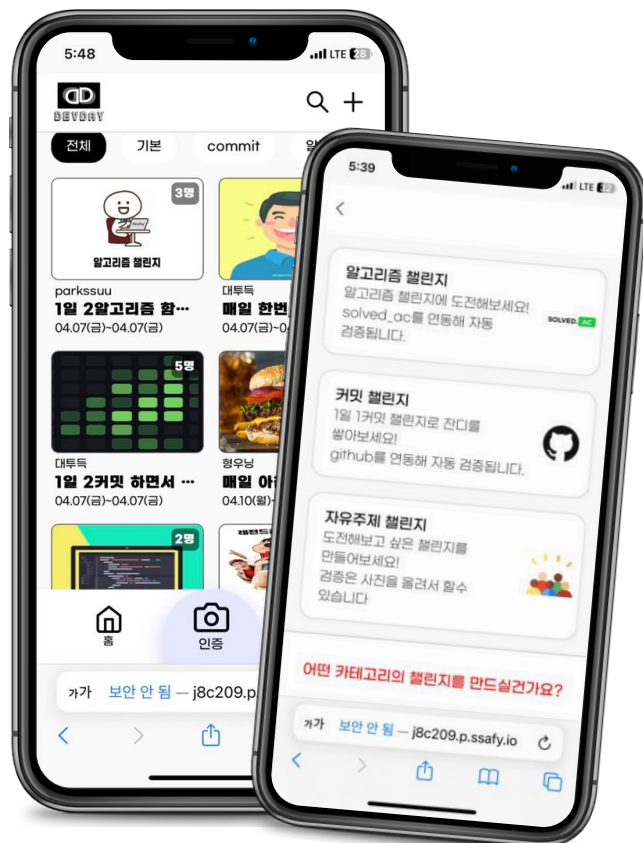 5:48
LTE 28
DD
DEVDAY
전체 기본 commit 알
3명
알고리즘 챌린지
parkssuu
1일 2알고리즘 함…
04.07(금)~04.07(금)
대투득
매일 한번
04.07(금)~0
5명
대투득
1일 2커밋 하면서 …
04.07(금)~04.07(금)
형우닝
매일 아
04.10(월)~
2명
홈
인증
가가 보안 안 됨 — j8c209.p.
5:39
LTE 32
알고리즘 챌린지
알고리즘 챌린지에 도전해보세요!
solved_ac를 연동해 자동
검증됩니다.
SOLVED.AC
커밋 챌린지
1일 1커밋 챌린지로 잔디를
쌓아보세요!
github를 연동해 자동 검증됩니다.
자유주제 챌린지
도전해보고 싶은 챌린지를
만들어보세요!
검증은 사진을 올려서 할수
있습니다
어떤 카테고리의 챌린지를 만드실건가요?
가가 보안 안 됨 — j8c209.p.ssafy.io